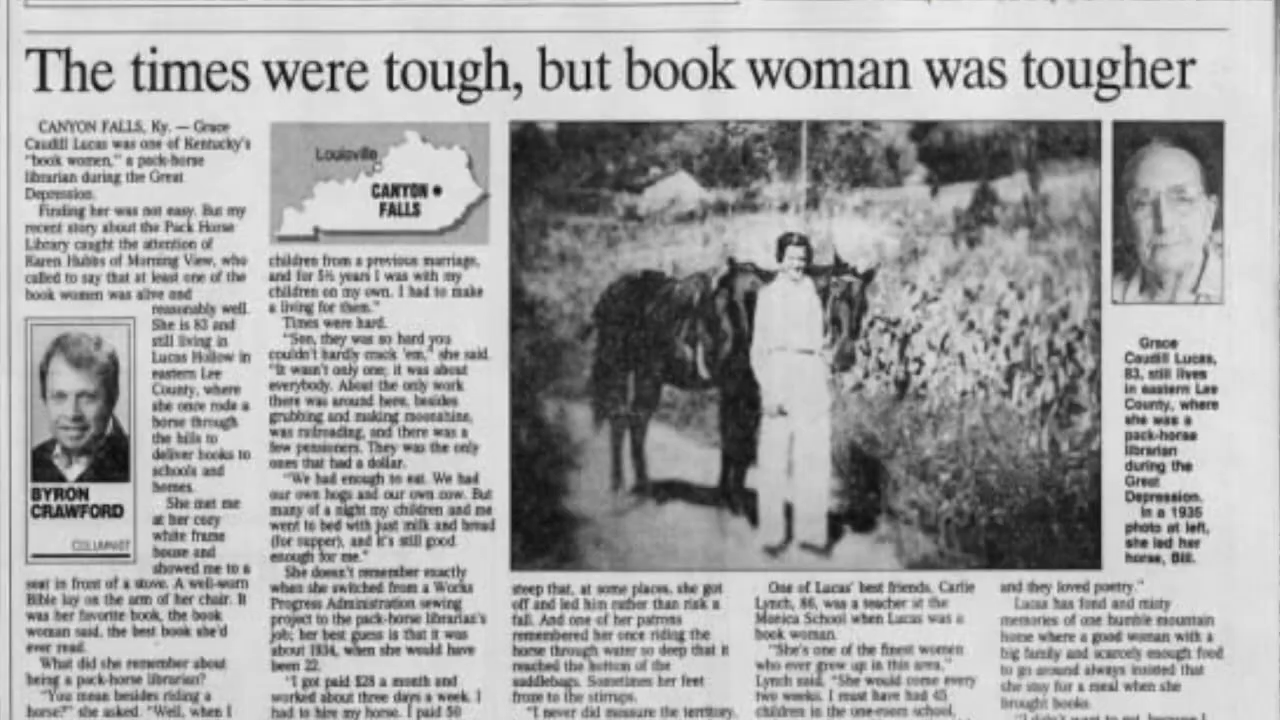 The times were tough, but book woman was tougher
CANYON FALLS, Ky. — Grace
Caudill Lucas was one of Kentucky's
"book women," a pack-horse
librarian during the Great
Depression.
Finding her was not easy. But my
recent story about the Pack Horse
Library caught the attention of
Karen Hubbs of Morning View, who
called to say that at least one of the
book women was alive and
reasonably well.
She is 83 and
still living in
Lucas Hollow in
eastern Lee
County, where
she once rode a
horse through
the hills to
deliver books to
schools and
homes.
She met me
at her cozy
white frame
house and
showed me to a
seat in front of a stove. A well-worn
Bible lay on the arm of her chair. It
was her favorite book, the book
woman said, the best book she'd
ever read.
What did she remember about
being a pack-horse librarian?
"You mean besides riding a
horse?" she asked. "Well, when I
BYRON
CRAWFORD
COLUMNIST
Louisville
CANYON
FALLS
children from a previous marriage,
and for 5½ years I was with my
children on my own. I had to make
a living for them."
Times were hard.
"Son, they was so hard you
couldn't hardly crack 'em," she said.
"It wasn't only one; it was about
everybody. About the only work
there was around here, besides
grubbing and making moonshine,
was railroading, and there was a
few pensioners. They was the only
ones that had a dollar.
"We had enough to eat. We had
our own hogs and our own cow. But
many of a night my children and me
went to bed with just milk and bread
(for supper), and it's still good
enough for me."
She doesn't remember exactly
when she switched from a Works
Progress Administration sewing
project to the pack-horse librarian's
job; her best guess is that it was
about 1934, when she would have
been 22.
"I got paid $28 a month and
worked about three days a week. I
had to hire my horse. I paid 50
Grace
Caudill Lucas,
83, still lives
in eastern Lee
County, where
she was a
pack-horse
librarian
during the
Great
Depression.
In a 1935
photo at left,
she led her
horse, Bill.
steep that, at some places, she got
off and led him rather than risk a
fall. And one of her patrons
remembered her once riding the
horse through water so deep that it
reached the bottom of the
saddlebags. Sometimes her feet
froze to the stirrups.
"I never did measure the territory,
One of Lucas' best friends, Carlie
Lynch, 86, was a teacher at the
Monica School when Lucas was a
book woman.
"She's one of the finest women
who ever grew up in this area,"
Lynch said. "She would come every
two weeks. I must have had 45
children in the one-room school,
and they loved poetry."
Lucas has fond and misty
memories of one humble mountain
home where a good woman with a
big family and scarcely enough food
to go around always insisted that
she stay for a meal when she
brought books.